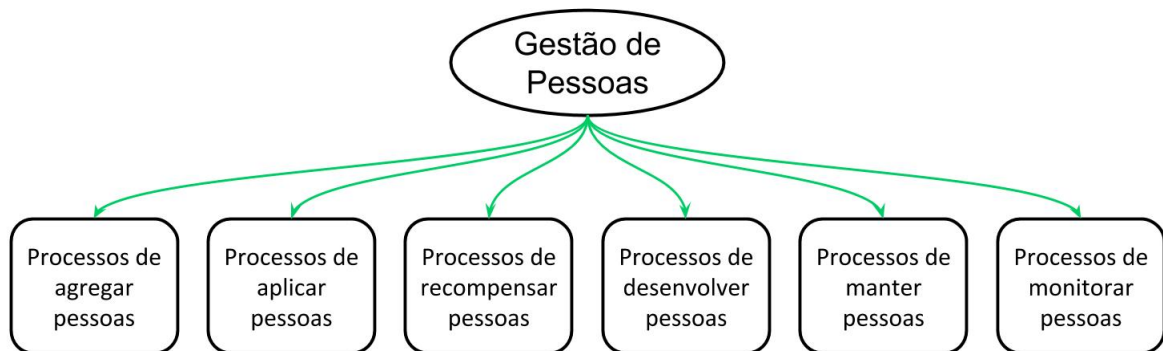 Gestão de
Pessoas
Processos de
agregar
pessoas
Processos de
aplicar
pessoas
Processos de
recompensar
pessoas
Processos de
desenvolver
pessoas
Processos de
manter
pessoas
Processos de
monitorar
pessoas